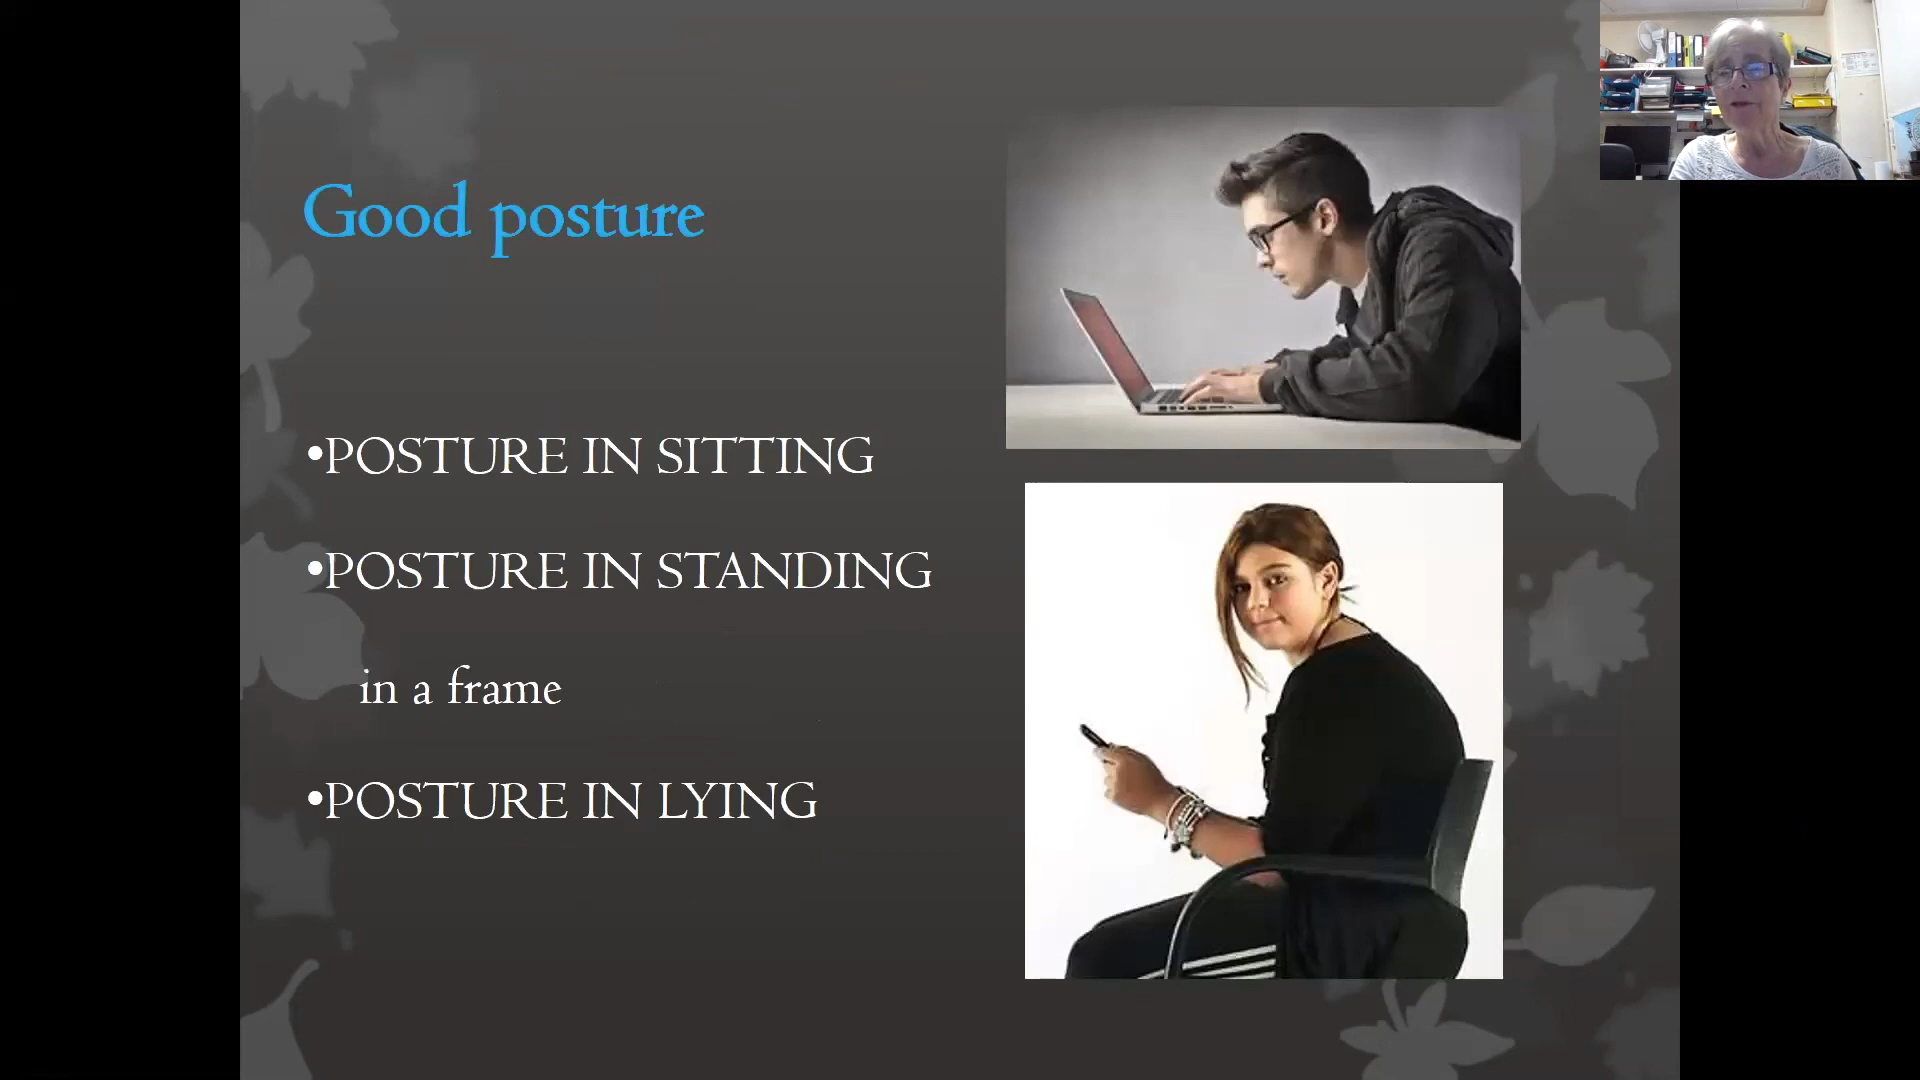 Good posture
•POSTURE IN SITTING
•POSTURE IN STANDING
in a frame
•POSTURE IN LYING